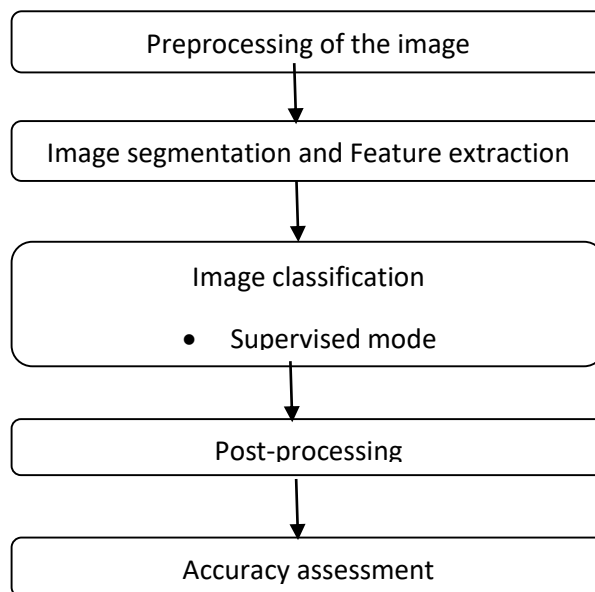 Preprocessing of the image
Image segmentation and Feature extraction
Image classification
• Supervised mode
Post-processing
Accuracy assessment